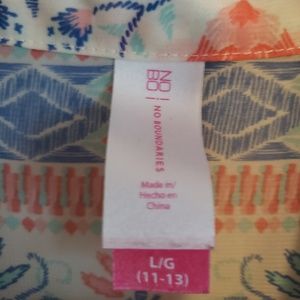 NO!
BO!
NO BOUNDARIES
Made in/
Hecho en
China
L/G
(11-13)